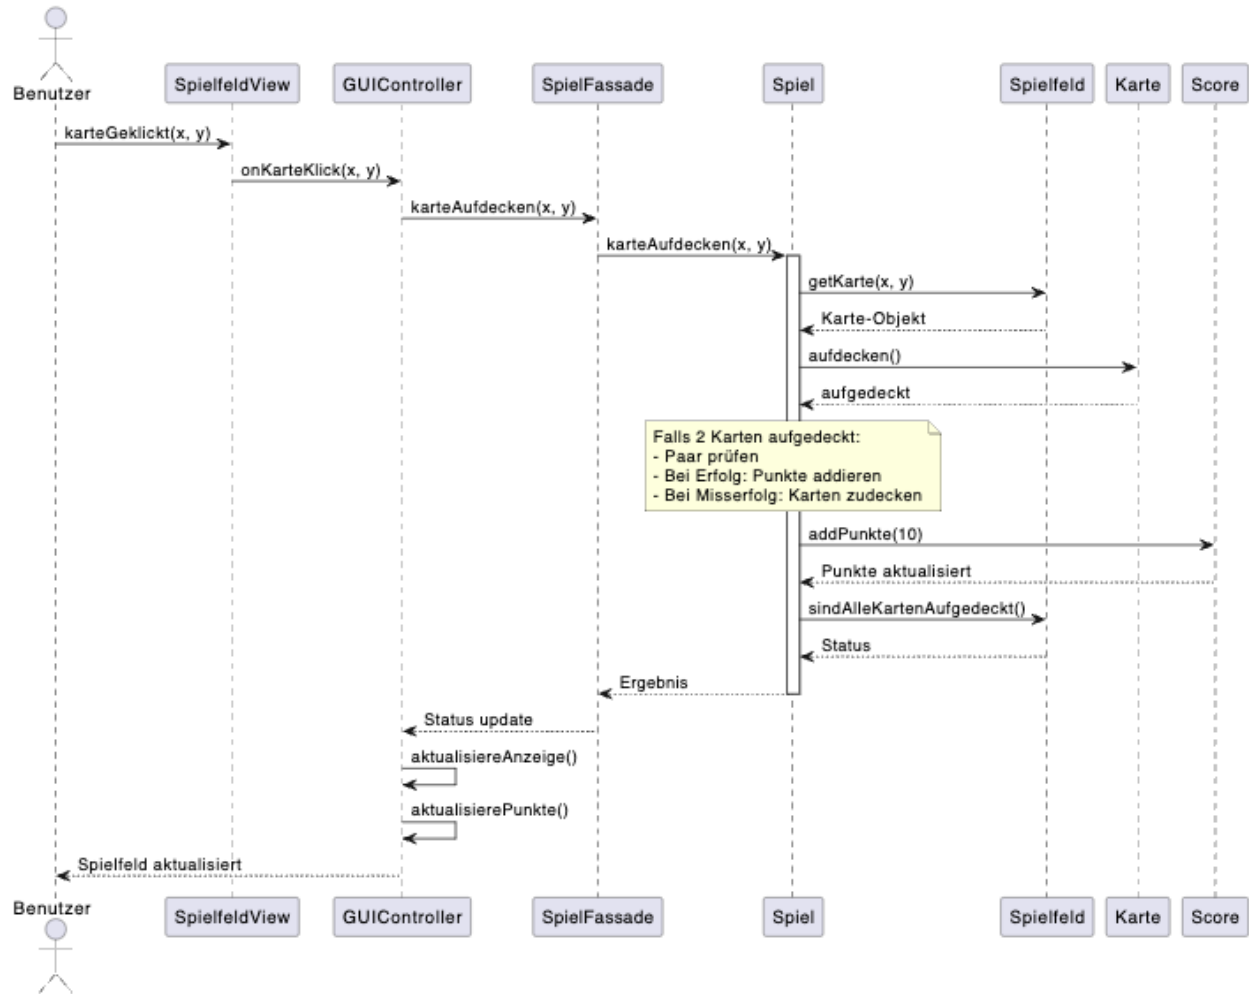 Benutzer
SpielfeldView
GUIController
SpielFassade
Spiel
Spielfeld
Karte
Score
karteGeklickt(x, y)
onKarteKlick(x, y)
karteAufdecken(x, y)
karteAufdecken(x, y)
getKarte(x, y)
Karte-Objekt
aufdecken()
aufgedeckt
Falls 2 Karten aufgedeckt:
- Paar prüfen
- Bei Erfolg: Punkte addieren
- Bei Misserfolg: Karten zudecken
addPunkte(10)
Punkte aktualisiert
sindAlleKartenAufgedeckt()
Status
Ergebnis
Status update
aktualisiereAnzeige()
aktualisierePunkte()
Spielfeld aktualisiert
Benutzer
SpielfeldView
GUIController
SpielFassade
Spiel
Spielfeld
Karte
Score